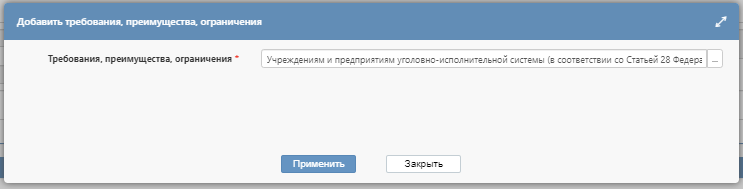 Добавить требования, преимущества, ограничения
Требования, преимущества, ограничения * Учреждениям и предприятиям уголовно-исполнительной системы (в соответствии со Статьей 28 Федера ...
Применить Закрыть